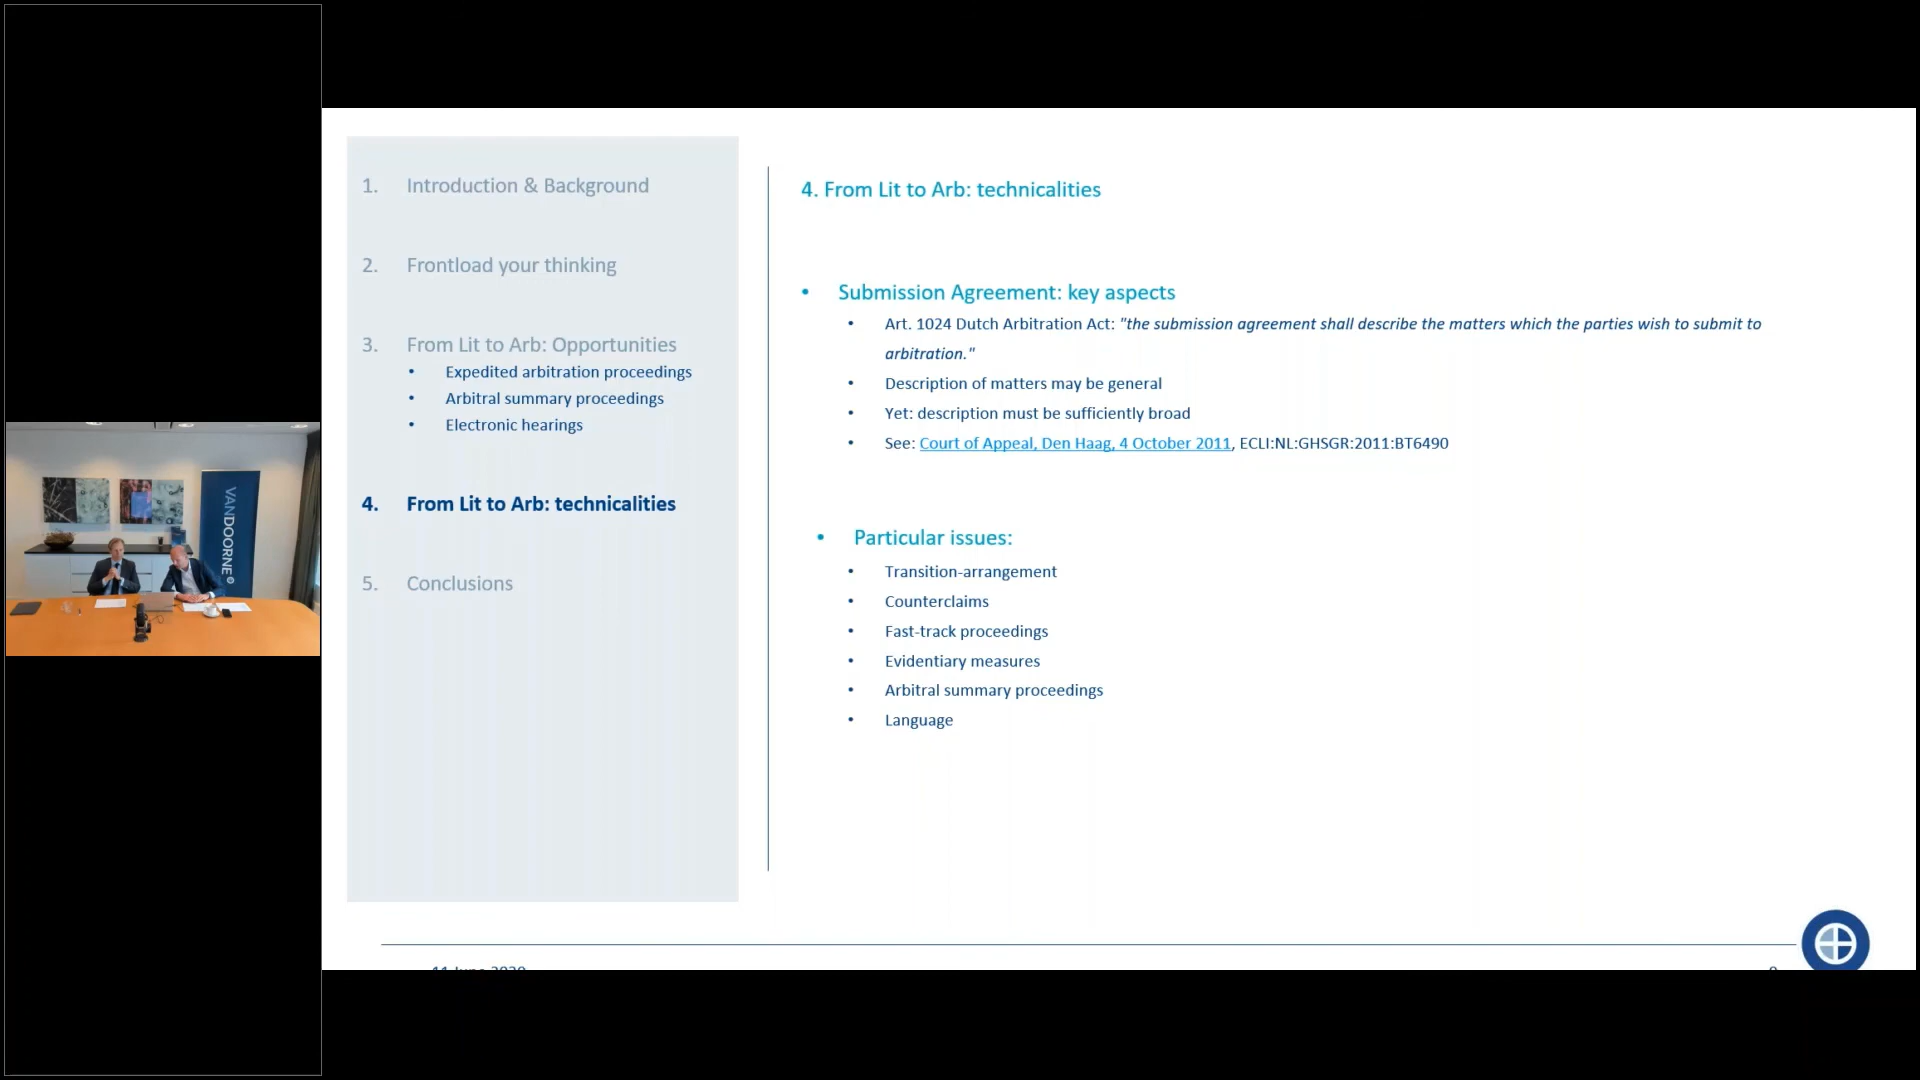 1. Introduction & Background
2. Frontload your thinking
3. From Lit to Arb: Opportunities
• Expedited arbitration proceedings
• Arbitral summary proceedings
• Electronic hearings
4. From Lit to Arb: technicalities
5. Conclusions
4. From Lit to Arb: technicalities
• Submission Agreement: key aspects
• Art. 1024 Dutch Arbitration Act: "the submission agreement shall describe the matters which the parties wish to submit to
arbitration."
• Description of matters may be general
• Yet: description must be sufficiently broad
• See: Court of Appeal, Den Haag, 4 October 2011, ECLI:NL:GHSGR:2011:BT6490
• Particular issues:
• Transition-arrangement
• Counterclaims
• Fast-track proceedings
• Evidentiary measures
• Arbitral summary proceedings
• Language
11 June 2020
VANDOORNE